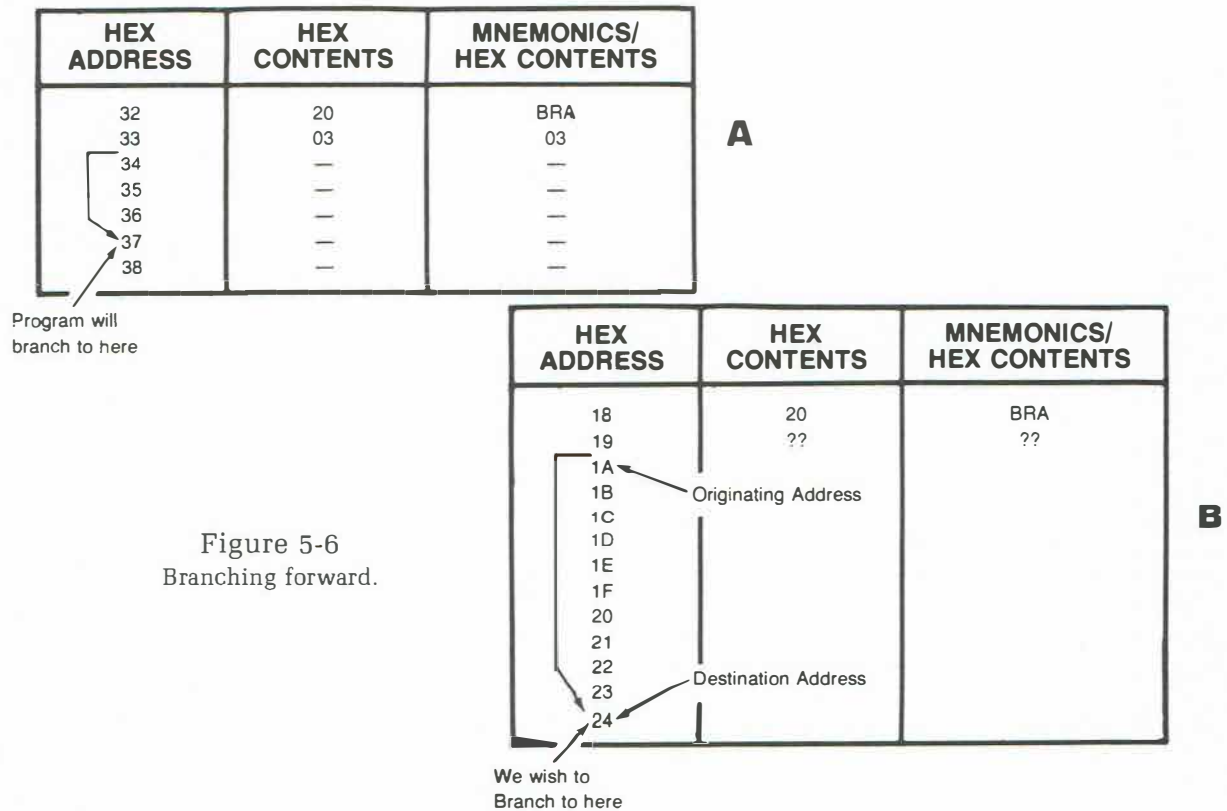 HEX ADDRESS HEX CONTENTS MNEMONICS/ HEX CONTENTS
32 20 BRA
33 03 03
34 — —
35 — —
36 — —
37 — —
38 — —
A
Program will
branch to here
HEX ADDRESS HEX CONTENTS MNEMONICS/ HEX CONTENTS
18 20 BRA
19 ?? ??
1A
1B Originating Address
1C
1D
1E
1F
20
21
22
23 Destination Address
24
B
We wish to
Branch to here
Figure 5-6
Branching forward.